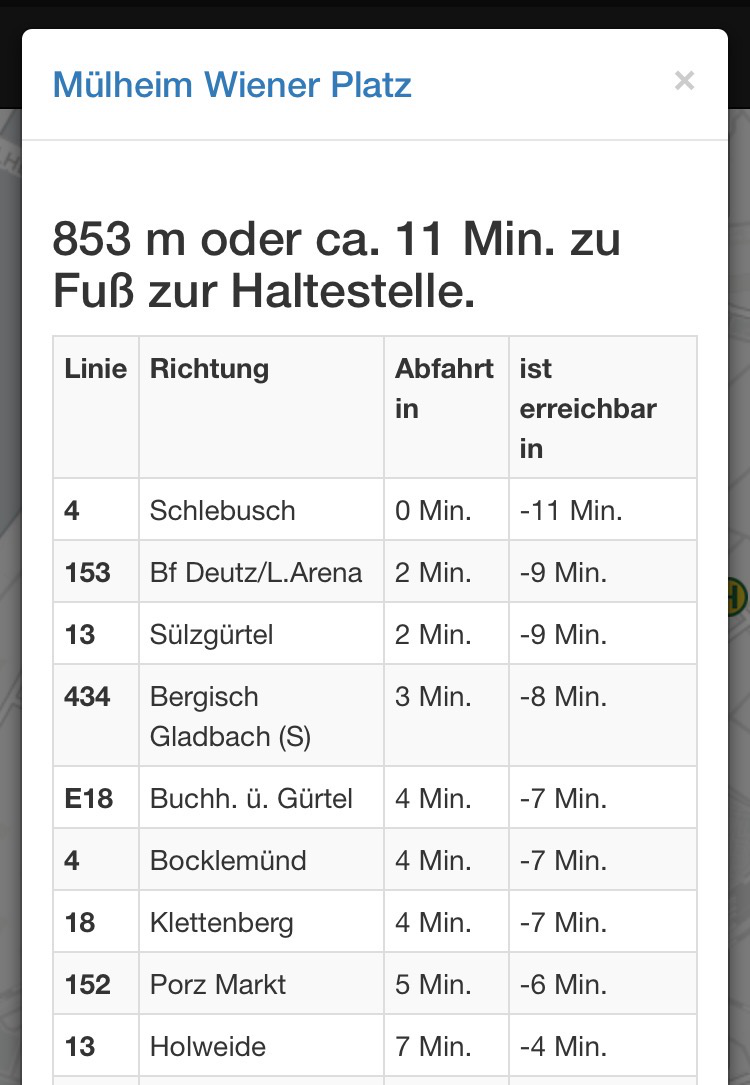 Mülheim Wiener Platz ×
853 m oder ca. 11 Min. zu
Fuß zur Haltestelle.
Linie Richtung Abfahrt in ist erreichbar in
4 Schlebusch 0 Min. -11 Min.
153 Bf Deutz/L.Arena 2 Min. -9 Min.
13 Sülzgürtel 2 Min. -9 Min.
434 Bergisch Gladbach (S) 3 Min. -8 Min.
E18 Buchh. ü. Gürtel 4 Min. -7 Min.
4 Bocklemünd 4 Min. -7 Min.
18 Klettenberg 4 Min. -7 Min.
152 Porz Markt 5 Min. -6 Min.
13 Holweide 7 Min. -4 Min.
H